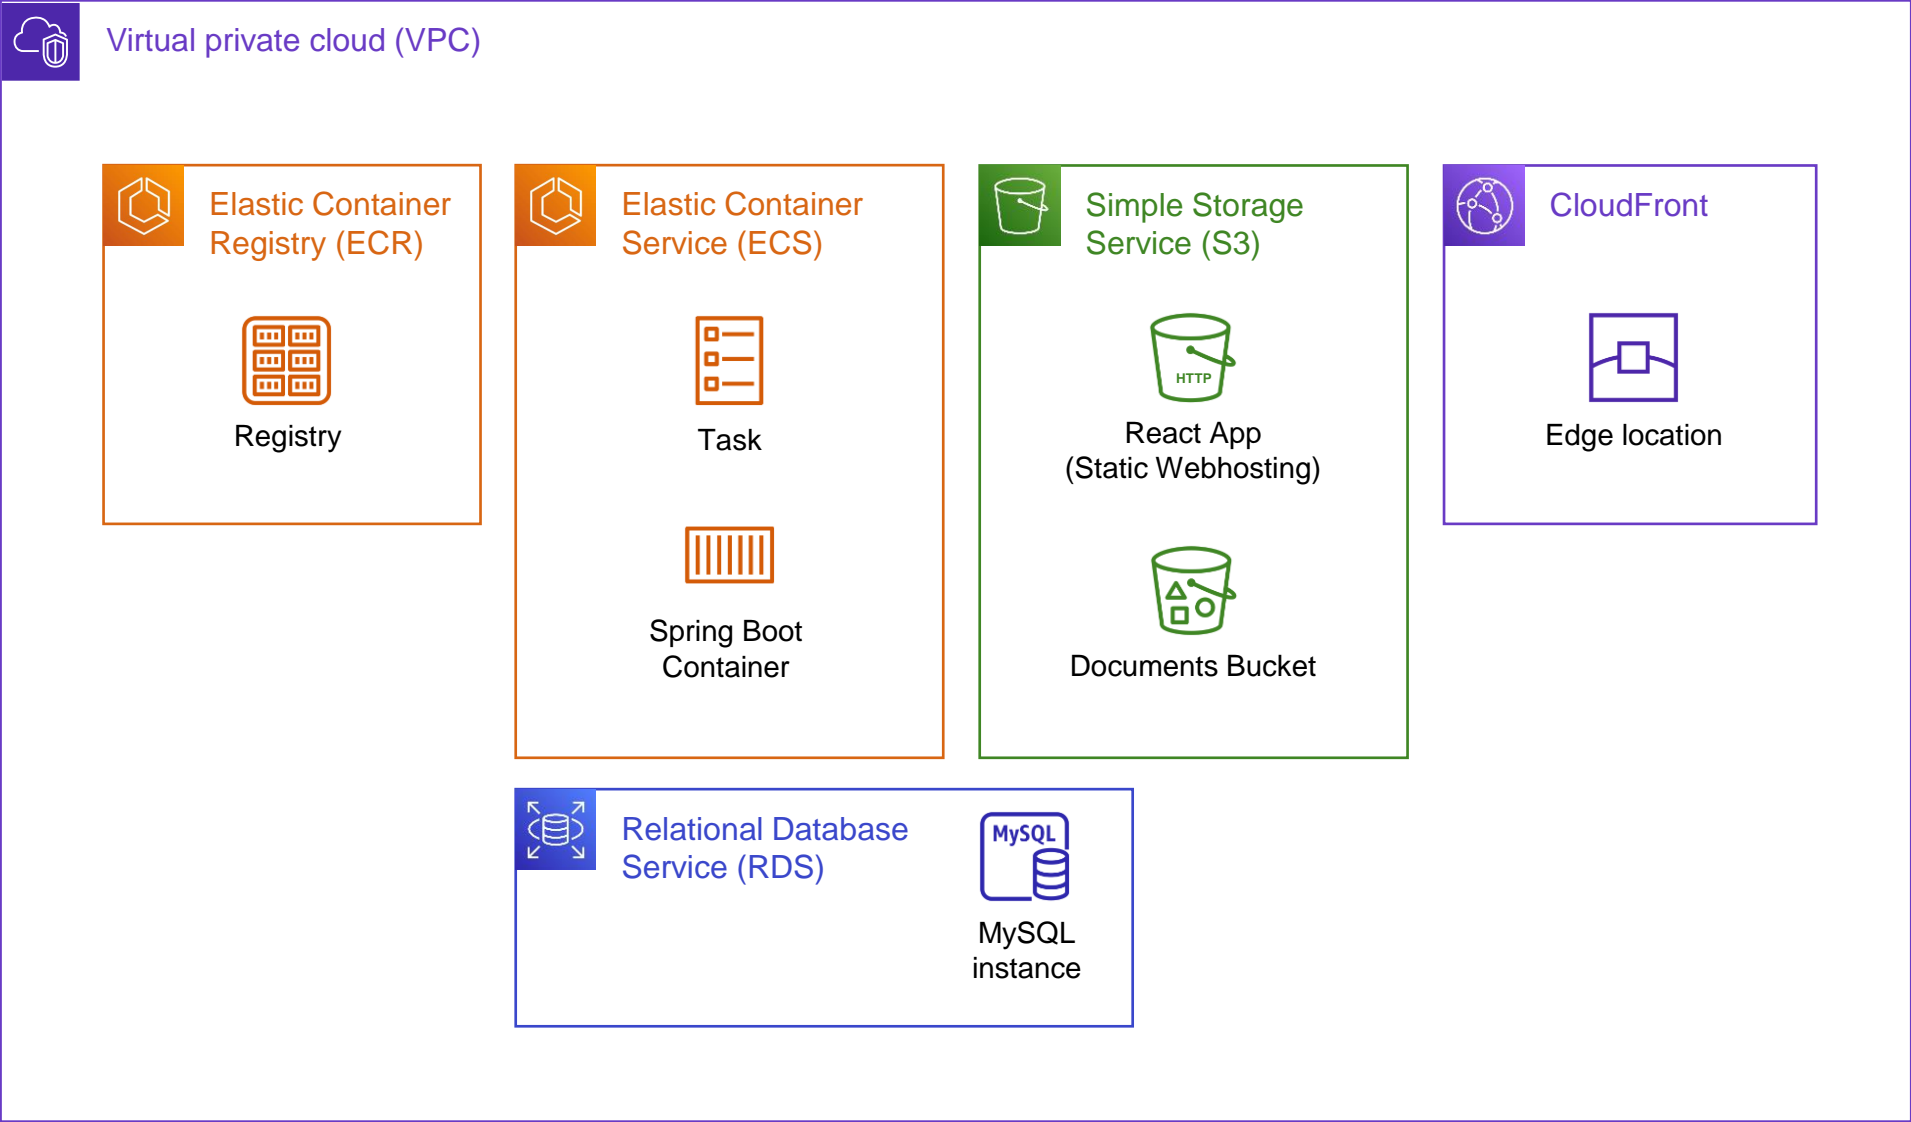 Virtual private cloud (VPC)
Elastic Container
Registry (ECR)
Registry
Elastic Container
Service (ECS)
Task
Spring Boot
Container
Simple Storage
Service (S3)
HTTP
React App
(Static Webhosting)
Documents Bucket
CloudFront
Edge location
Relational Database
Service (RDS)
MySQL
MySQL
instance